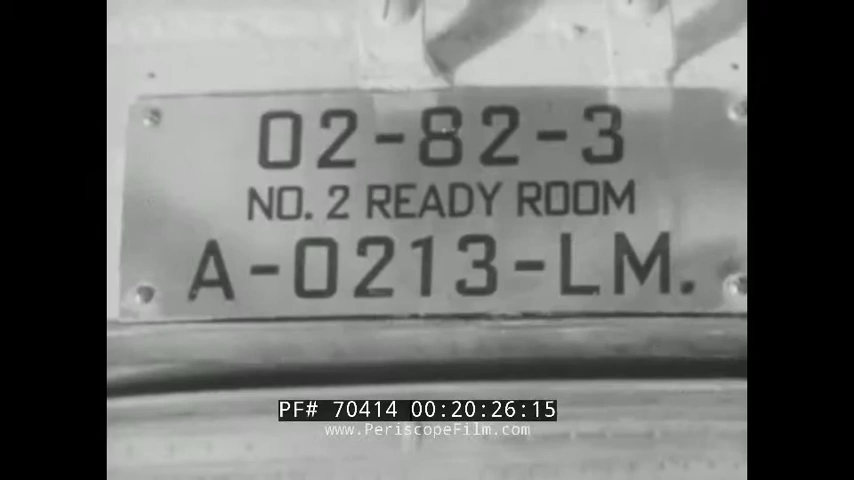 02-82-3
NO. 2 READY ROOM
A-0213-LM.
PF# 70414 00:20:26:15
www.PeriscopeFilm.com